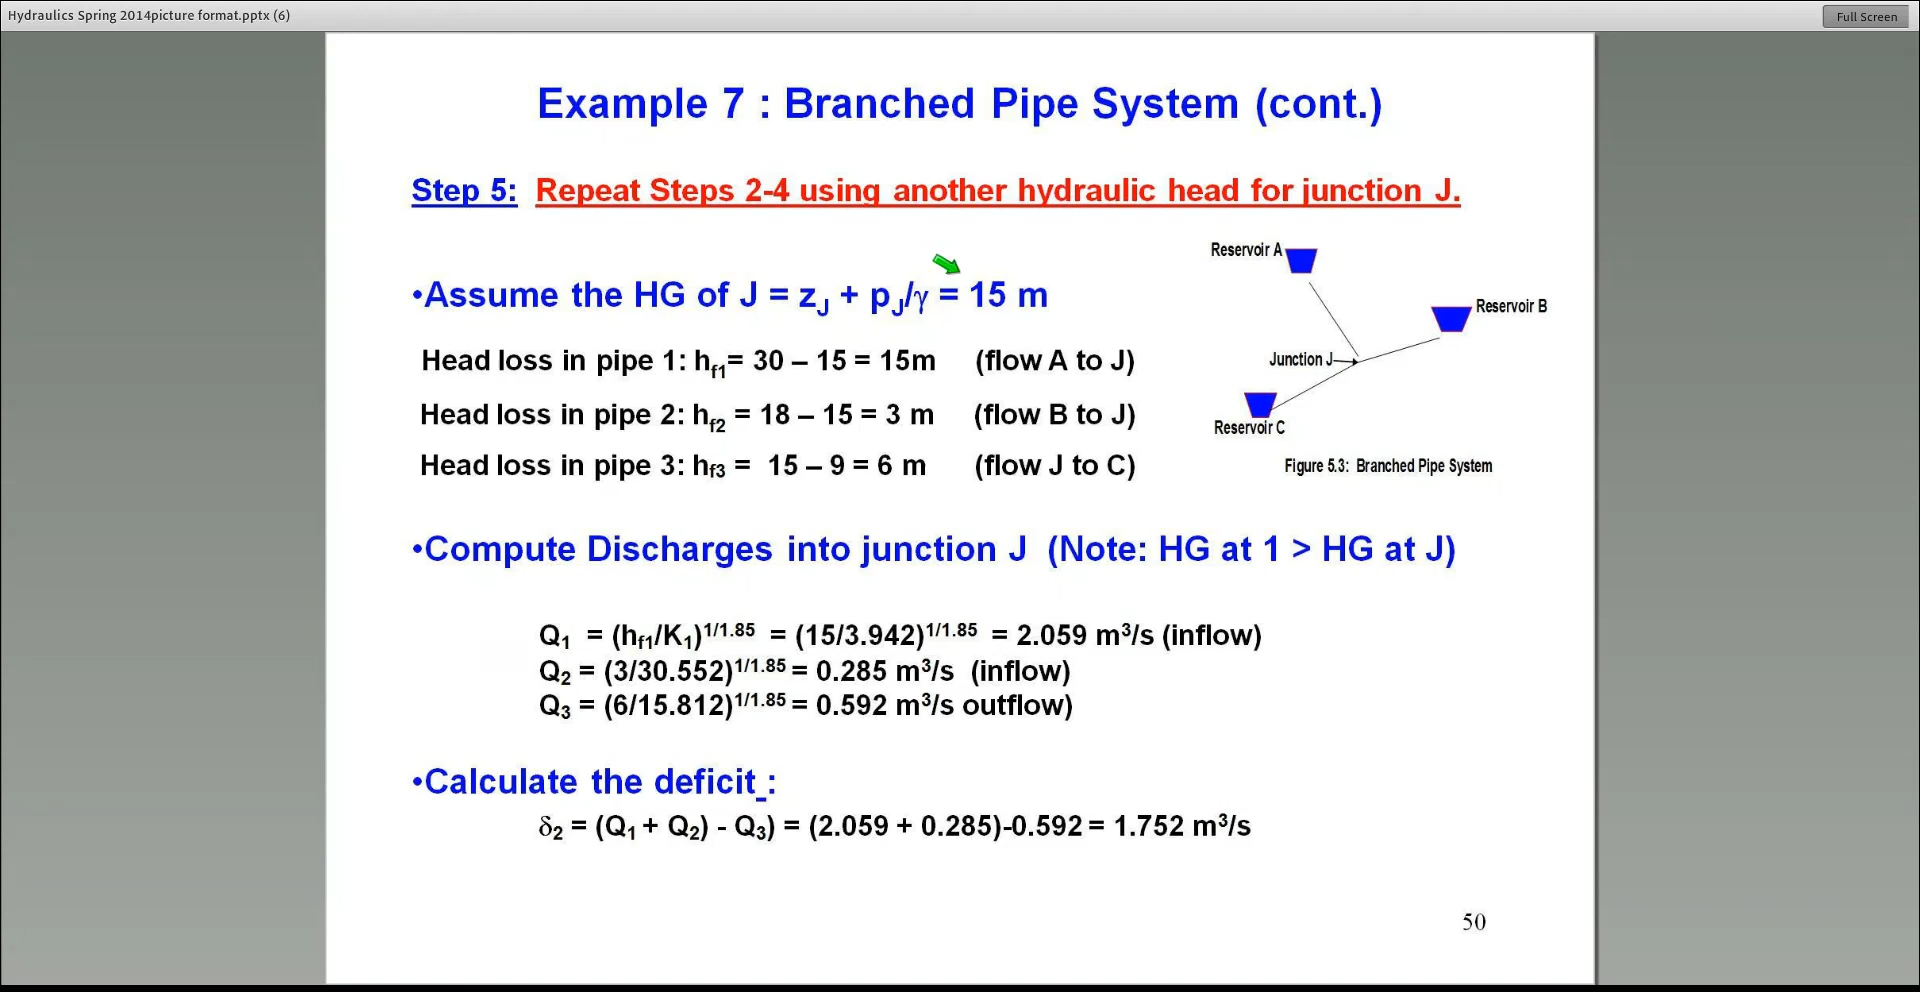 Hydraulics Spring 2014picture format.pptx (6)
Full Screen
Example 7 : Branched Pipe System (cont.)
Step 5: Repeat Steps 2-4 using another hydraulic head for junction J.
•Assume the HG of J = zJ + pJ/γ = 15 m
Head loss in pipe 1: hf1= 30 – 15 = 15m (flow A to J)
Head loss in pipe 2: hf2 = 18 – 15 = 3 m (flow B to J)
Head loss in pipe 3: hf3 = 15 – 9 = 6 m (flow J to C)
Reservoir A
Reservoir B
Junction J
Reservoir C
Figure 5.3: Branched Pipe System
•Compute Discharges into junction J (Note: HG at 1 > HG at J)
Q1 = (hf1/K1)^1/1.85 = (15/3.942)^1/1.85 = 2.059 m³/s (inflow)
Q2 = (3/30.552)^1/1.85 = 0.285 m³/s (inflow)
Q3 = (6/15.812)^1/1.85 = 0.592 m³/s outflow)
•Calculate the deficit_:
δ2 = (Q1 + Q2) - Q3) = (2.059 + 0.285)-0.592 = 1.752 m³/s
50